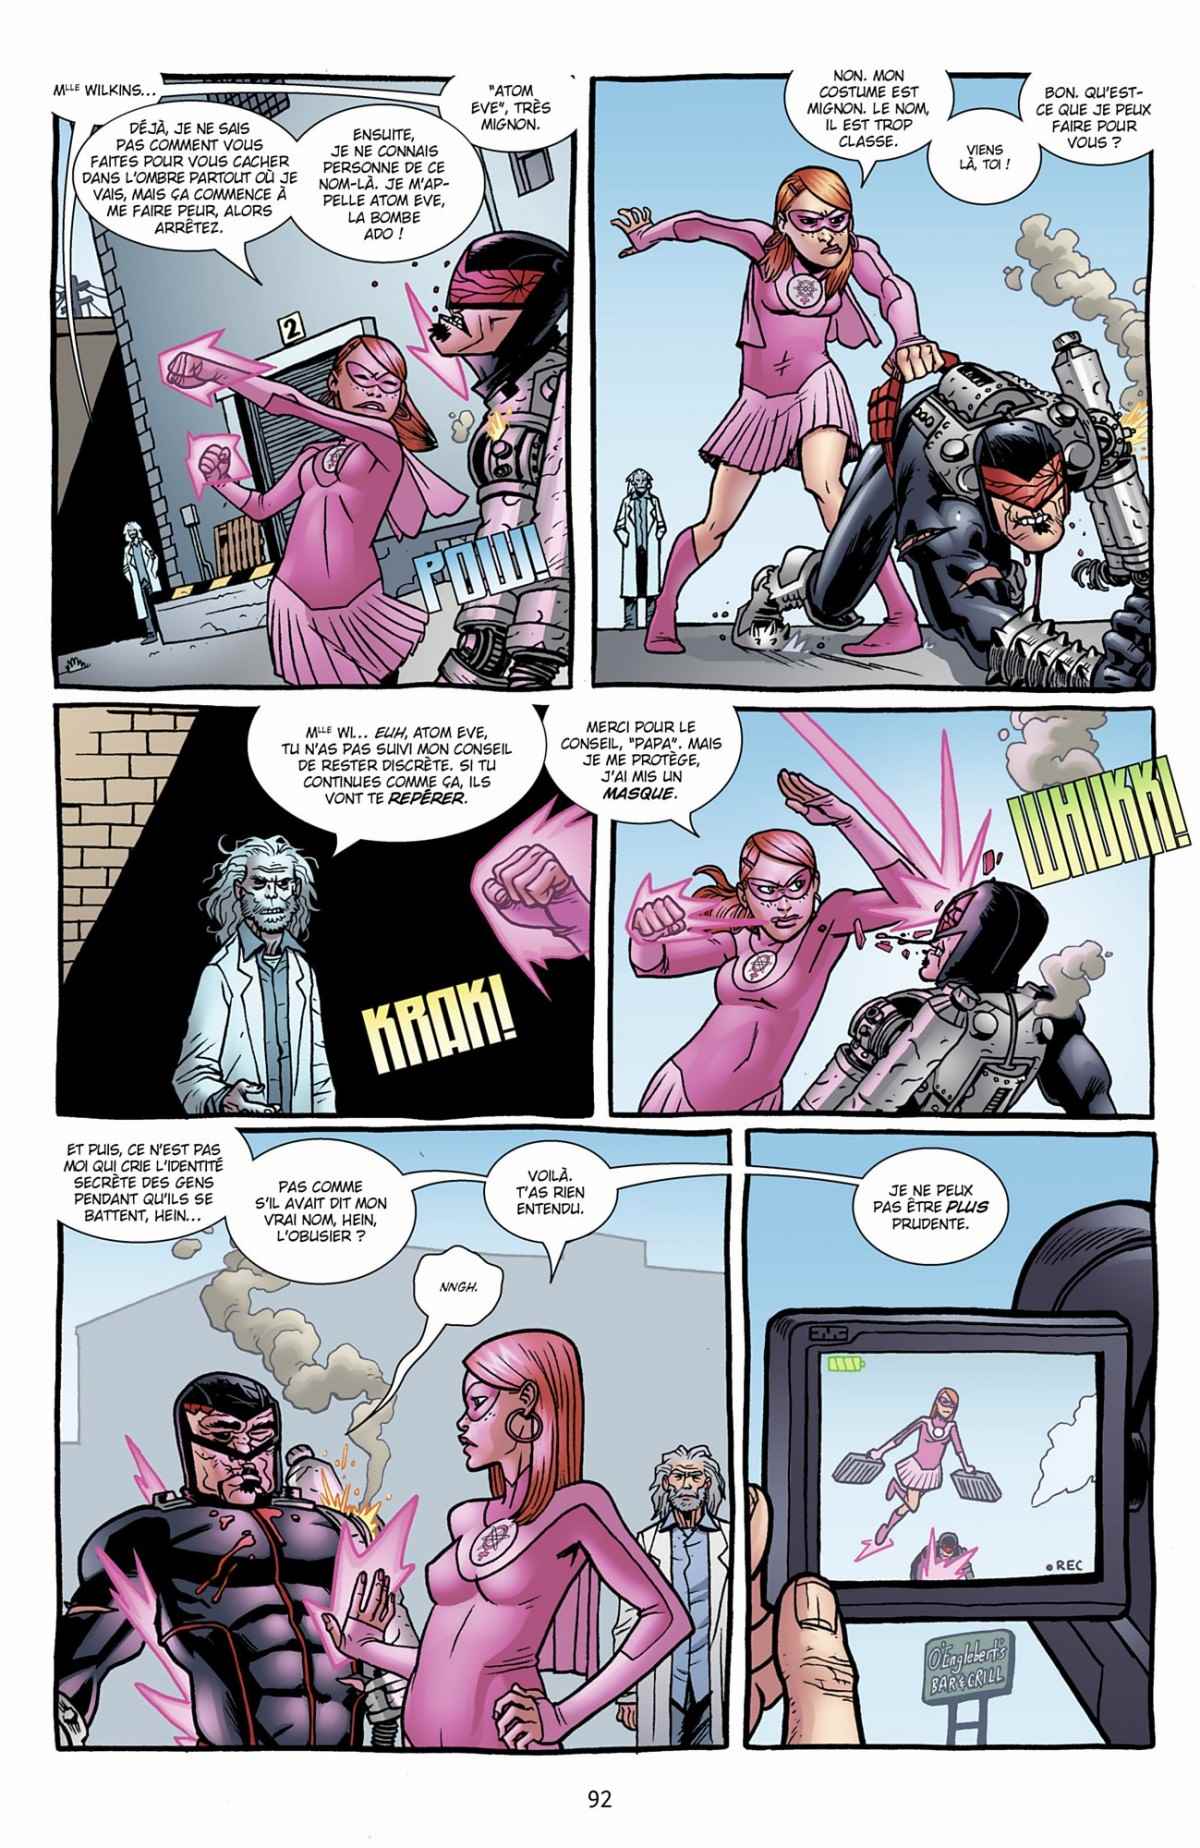 Mlle WILKINS...
DÉJÀ, JE NE SAIS
PAS COMMENT VOUS
FAITES POUR VOUS CACHER
DANS L'OMBRE PARTOUT OÙ JE
VAIS, MAIS ÇA COMMENCE À
ME FAIRE PEUR, ALORS
ARRÊTEZ.
ENSUITE,
JE NE CONNAIS
PERSONNE DE CE
NOM-LÀ. JE M'AP-
PELLE ATOM EVE,
LA BOMBE
ADO !
"ATOM
EVE", TRÈS
MIGNON.
2
POW!
NON. MON
COSTUME EST
MIGNON. LE NOM,
IL EST TROP
CLASSE.
VIENS
LÀ, TOI !
BON. QU'EST-
CE QUE JE PEUX
FAIRE POUR
VOUS ?
Mlle WI... EUH, ATOM EVE,
TU N'AS PAS SUIVI MON CONSEIL
DE RESTER DISCRÈTE. SI TU
CONTINUES COMME ÇA, ILS
VONT TE REPÉRER.
KRAK!
MERCI POUR LE
CONSEIL, "PAPA". MAIS
JE ME PROTÈGE,
J'AI MIS UN
MASQUE.
WHUKK!
ET PUIS, CE N'EST PAS
MOI QUI CRIE L'IDENTITÉ
SECRÈTE DES GENS
PENDANT QU'ILS SE
BATTENT, HEIN...
PAS COMME
S'IL AVAIT DIT MON
VRAI NOM, HEIN,
L'OBUSIER ?
NNGH.
VOILÀ.
T'AS RIEN
ENTENDU.
JE NE PEUX
PAS ÊTRE PLUS
PRUDENTE.
REC
O'Englebert's
BAR & GRILL
92